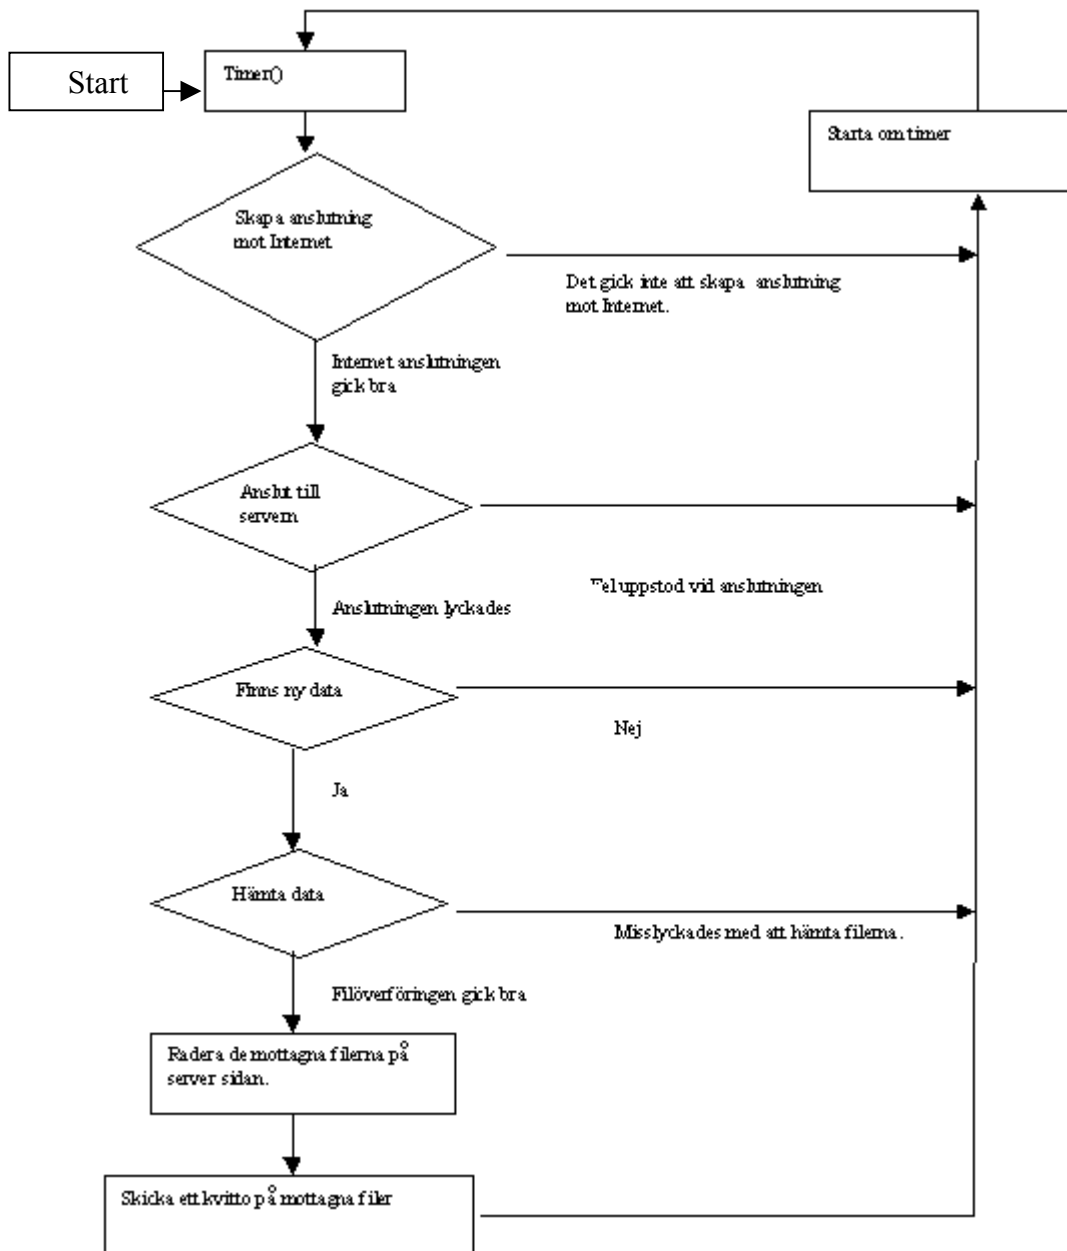 Start
Timer()
Starta om timer
Skapa anslutning
mot Internet
Det gick inte att skapa anslutning
mot Internet.
Internet anslutningen
gick bra
Anslut till
servern
Fel uppstod vid anslutningen
Anslutningen lyckades
Finns ny data
Nej
Ja
Hämta data
Misslyckades med att hämta filerna.
Filöverföringen gick bra
Radera de mottagna filerna på
server sidan.
Skicka ett kvitto på mottagna filer